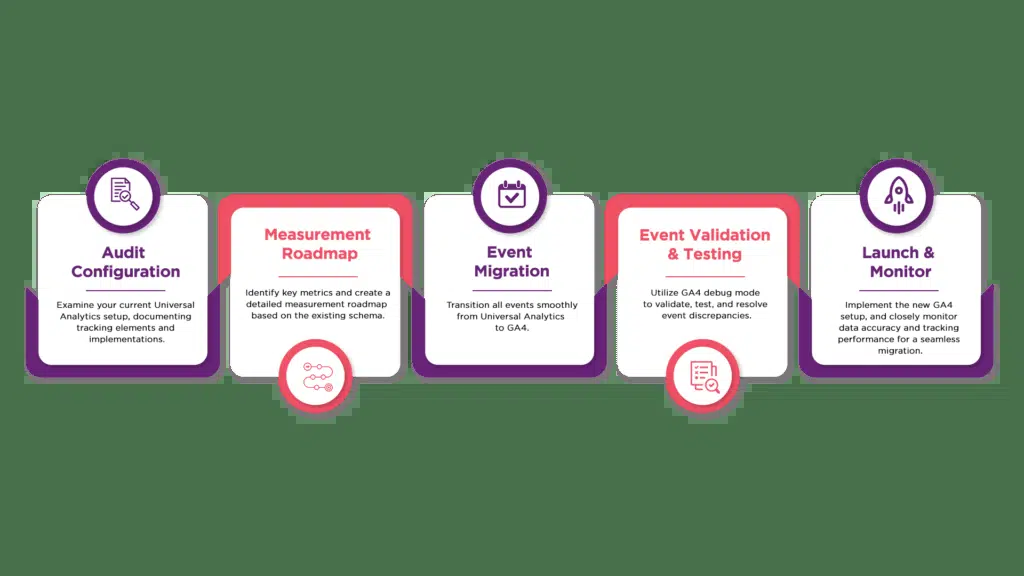 Audit
Configuration
Examine your current Universal
Analytics setup, documenting
tracking elements and
implementations.
Measurement
Roadmap
Identify key metrics and create a
detailed measurement roadmap
based on the existing schema.
Event
Migration
Transition all events smoothly
from Universal Analytics
to GA4.
Event Validation
& Testing
Utilize GA4 debug mode
to validate, test, and resolve
event discrepancies.
Launch &
Monitor
Implement the new GA4
setup, and closely monitor
data accuracy and tracking
performance for a seamless
migration.